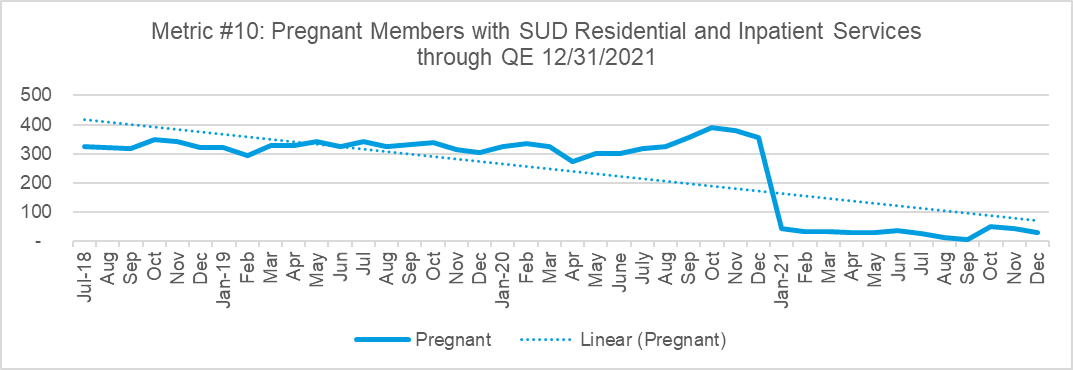 Metric #10: Pregnant Members with SUD Residential and Inpatient Services
through QE 12/31/2021
500
400
300
200
100
-
Jul-18 Aug Sep Oct Nov Dec Jan-19 Feb Mar Apr May Jun Jul Aug Sep Oct Nov Dec Jan-20 Feb Mar Apr May June July Aug Sep Oct Nov Dec Jan-21 Feb Mar Apr May Jun Jul Aug Sep Oct Nov Dec
Pregnant Linear (Pregnant)